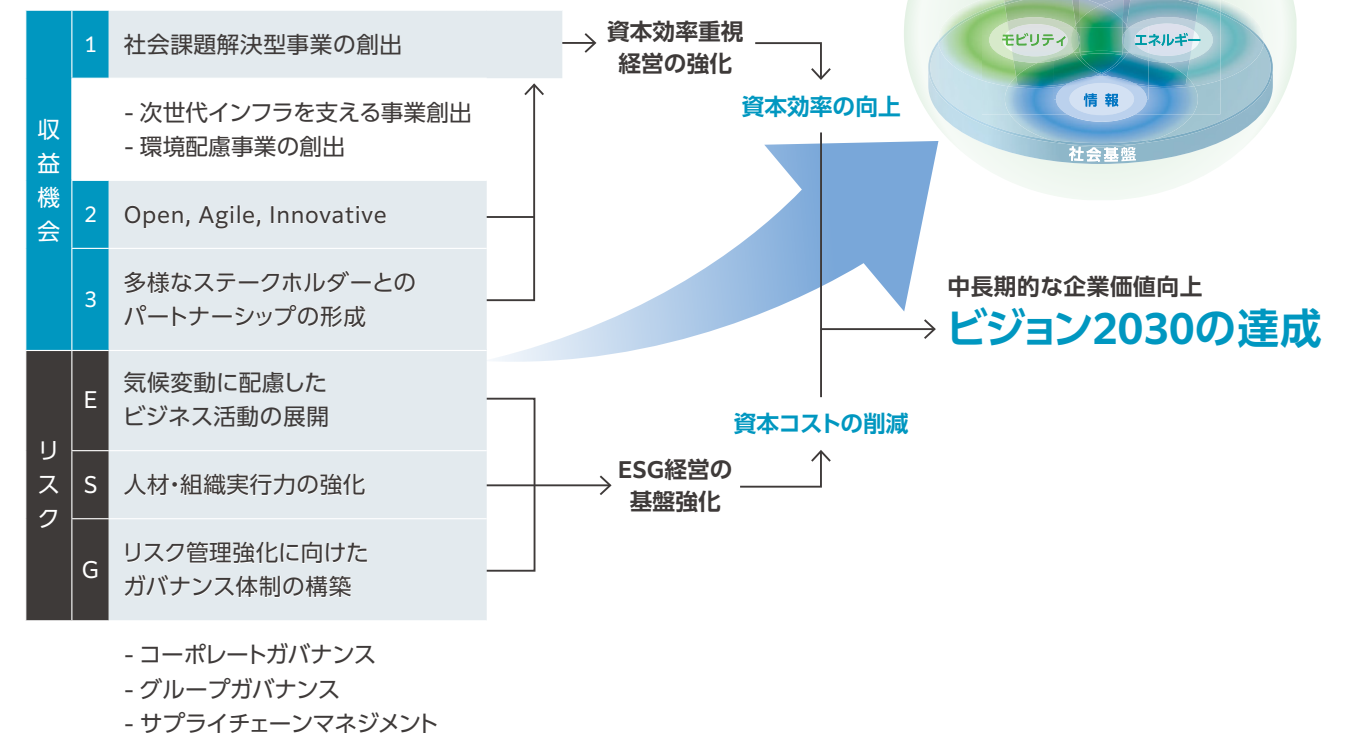 収益機会
1
社会課題解決型事業の創出
- 次世代インフラを支える事業創出
- 環境配慮事業の創出
2
Open, Agile, Innovative
3
多様なステークホルダーとの
パートナーシップの形成
リスク
E
気候変動に配慮した
ビジネス活動の展開
S
人材・組織実行力の強化
G
リスク管理強化に向けた
ガバナンス体制の構築
- コーポレートガバナンス
- グループガバナンス
- サプライチェーンマネジメント
資本効率重視
経営の強化
資本効率の向上
ESG経営の
基盤強化
資本コストの削減
モビリティ
エネルギー
情報
社会基盤
中長期的な企業価値向上
ビジョン2030の達成